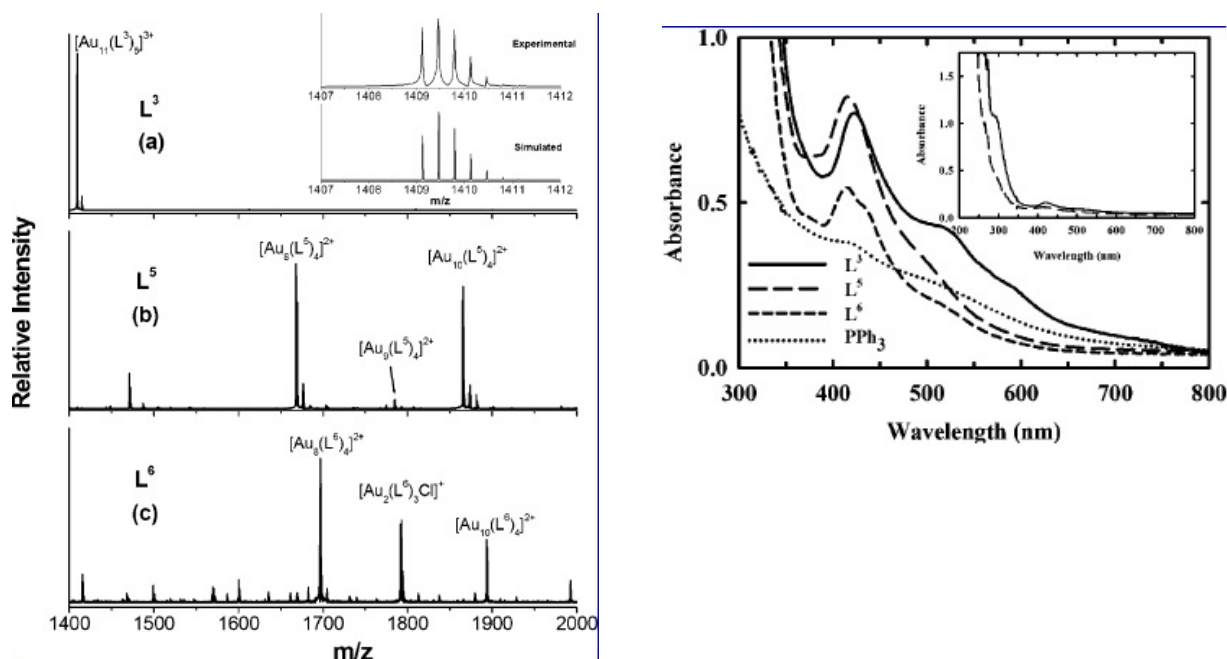 [Au₁₁(L³)₅]³⁺
L³
(a)
Experimental
1407 1408 1409 1410 1411 1412
Simulated
1407 1408 1409 1410 1411 1412
m/z
Relative Intensity
L⁵
(b)
[Au₈(L⁵)₄]²⁺
[Au₉(L⁵)₄]²⁺
[Au₁₀(L⁵)₄]²⁺
L⁶
(c)
[Au₈(L⁶)₄]²⁺
[Au₂(L⁶)₃Cl]⁺
[Au₁₀(L⁶)₄]²⁺
1400 1500 1600 1700 1800 1900 2000
m/z
1.0
0.5
0.0
Absorbance
L³
L⁵
L⁶
PPh₃
300 400 500 600 700 800
Wavelength (nm)
1.5
1.0
0.5
0.0
Absorbance
200 300 400 500 600 700 800
Wavelength (nm)